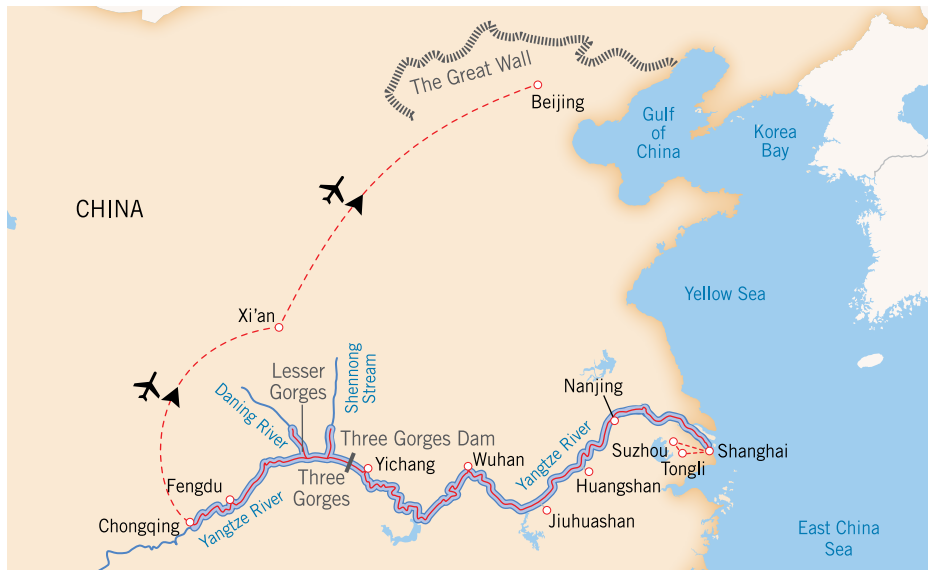 The Great Wall
Beijing
Gulf
of
China
Korea
Bay
CHINA
Yellow Sea
Xi'an
Lesser
Gorges
Shennong
Stream
Daning River
Nanjing
Three Gorges Dam
Yichang
Wuhan
Yangtze River
Suzhou
Tongli
Shanghai
Three
Gorges
Huangshan
Fengdu
Chongqing
Yangtze River
Jiuhuashan
East China
Sea